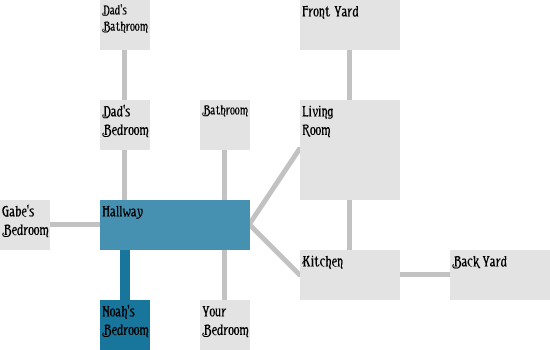 Dad's
Bathroom
Front Yard
Dad's
Bedroom
Bathroom
Living
Room
Gabe's
Bedroom
Hallway
Kitchen
Back Yard
Noah's
Bedroom
Your
Bedroom